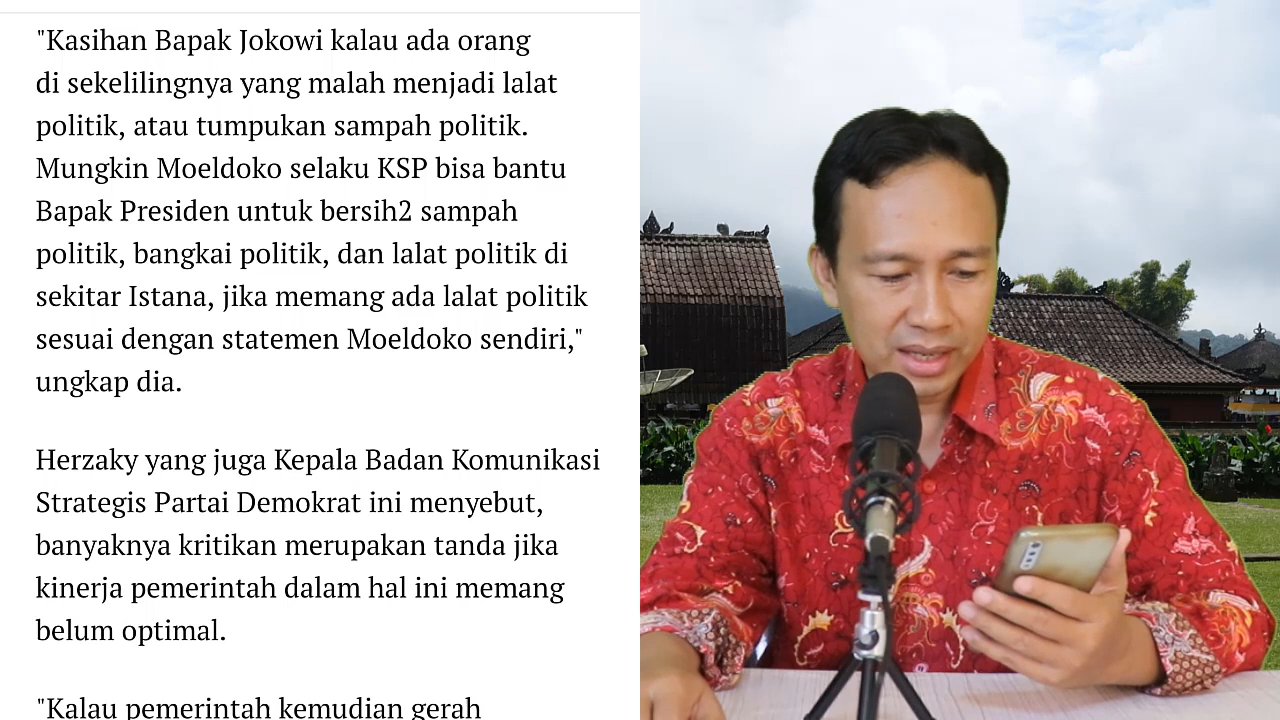 "Kasihan Bapak Jokowi kalau ada orang
di sekelilingnya yang malah menjadi lalat
politik, atau tumpukan sampah politik.
Mungkin Moeldoko selaku KSP bisa bantu
Bapak Presiden untuk bersih2 sampah
politik, bangkai politik, dan lalat politik di
sekitar Istana, jika memang ada lalat politik
sesuai dengan statemen Moeldoko sendiri,"
ungkap dia.
Herzaky yang juga Kepala Badan Komunikasi
Strategis Partai Demokrat ini menyebut,
banyaknya kritikan merupakan tanda jika
kinerja pemerintah dalam hal ini memang
belum optimal.
"Kalau pemerintah kemudian gerah